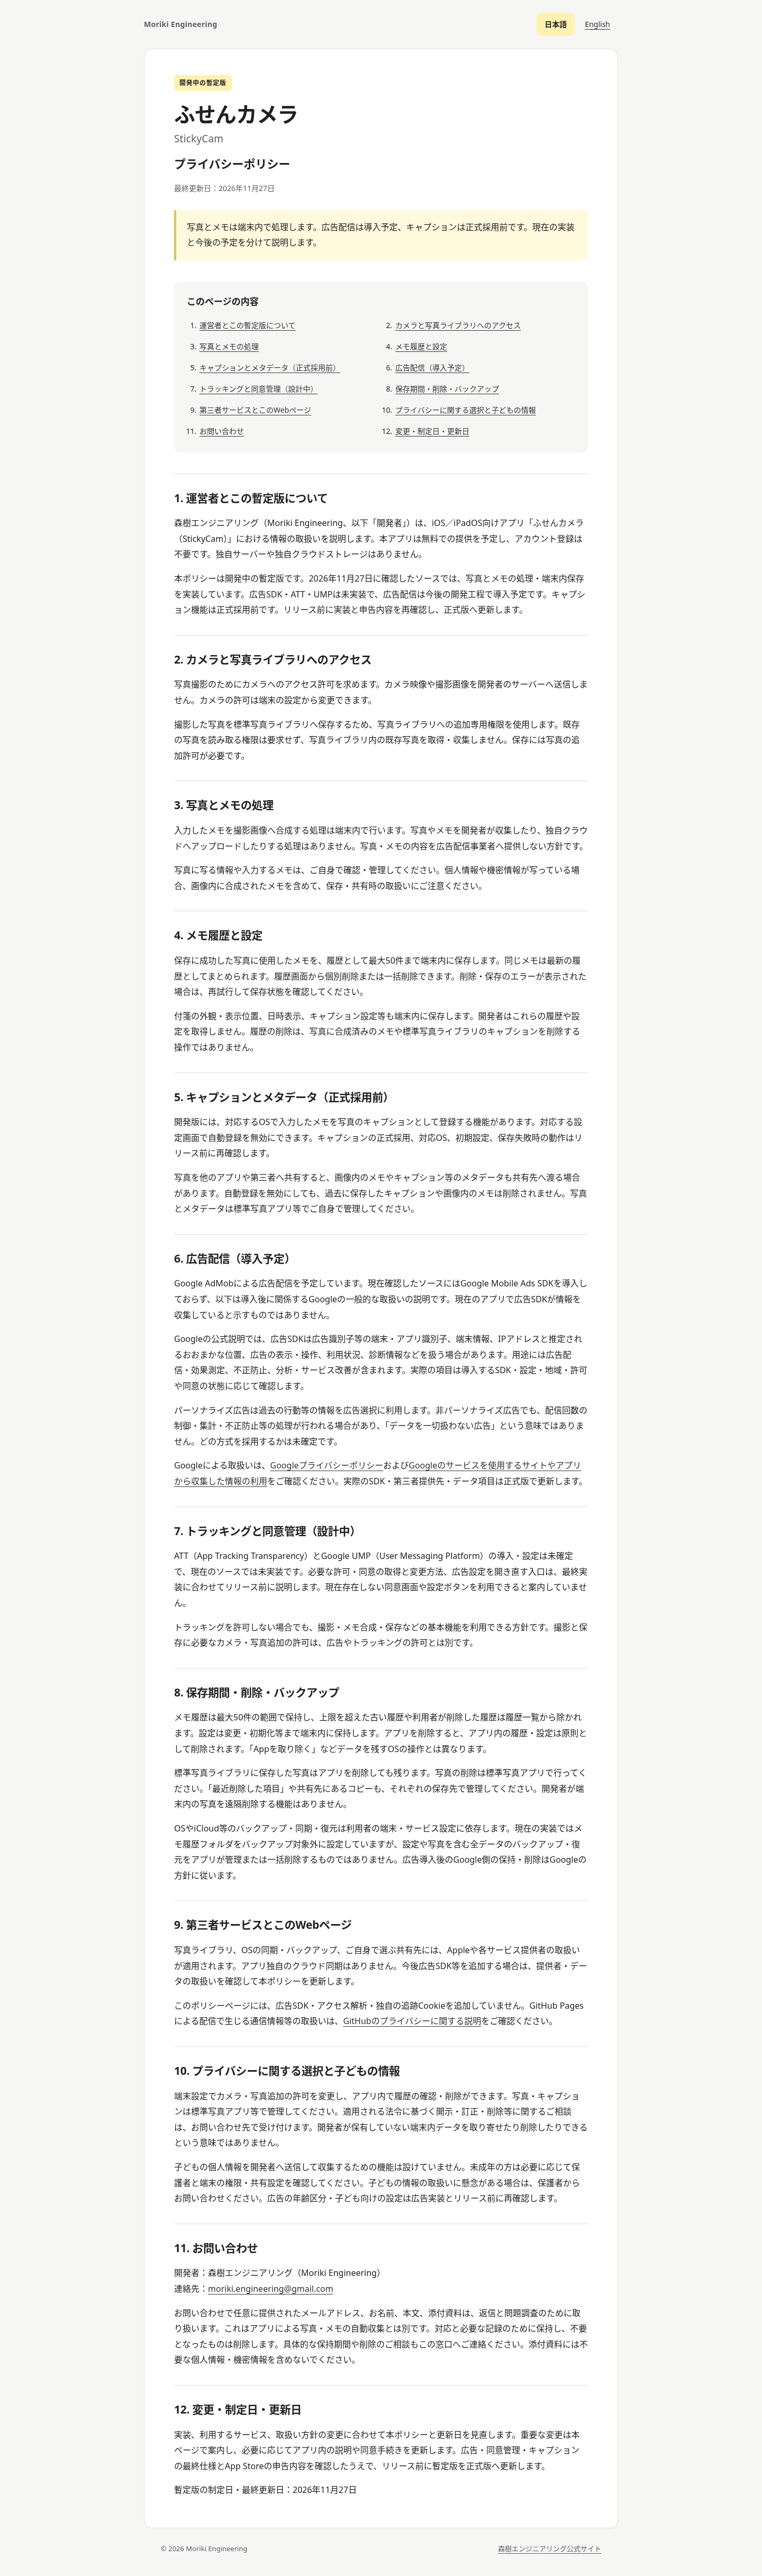 Moriki Engineering
日本語
English
開発中の暫定版
ふせんカメラ
StickyCam
プライバシーポリシー
最終更新日：2026年11月27日
写真とメモは端末内で処理します。広告配信は導入予定、キャプションは正式採用前です。現在の実装
と今後の予定を分けて説明します。
このページの内容
1. 運営者とこの暫定版について
2. カメラと写真ライブラリへのアクセス
3. 写真とメモの処理
4. メモ履歴と設定
5. キャプションとメタデータ（正式採用前）
6. 広告配信（導入予定）
7. トラッキングと同意管理（設計中）
8. 保存期間・削除・バックアップ
9. 第三者サービスとこのWebページ
10. プライバシーに関する選択と子どもの情報
11. お問い合わせ
12. 変更・制定日・更新日
1. 運営者とこの暫定版について
森樹エンジニアリング（Moriki Engineering、以下「開発者」）は、iOS／iPadOS向けアプリ「ふせんカメラ
（StickyCam）」における情報の取扱いを説明します。本アプリは無料での提供を予定し、アカウント登録は
不要です。独自サーバーや独自クラウドストレージはありません。
本ポリシーは開発中の暫定版です。2026年11月27日に確認したソースでは、写真とメモの処理・端末内保存
を実装しています。広告SDK・ATT・UMPは未実装で、広告配信は今後の開発工程で導入予定です。キャプシ
ョン機能は正式採用前です。リリース前に実装と申告内容を再確認し、正式版へ更新します。
2. カメラと写真ライブラリへのアクセス
写真撮影のためにカメラへのアクセス許可を求めます。カメラ映像や撮影画像を開発者のサーバーへ送信しま
せん。カメラの許可は端末の設定から変更できます。
撮影した写真を標準写真ライブラリへ保存するため、写真ライブラリへの追加専用権限を使用します。既存
の写真を読み取る権限は要求せず、写真ライブラリ内の既存写真を取得・収集しません。保存には写真の追
加許可が必要です。
3. 写真とメモの処理
入力したメモを撮影画像へ合成する処理は端末内で行います。写真やメモを開発者が収集したり、独自クラウ
ドへアップロードしたりする処理はありません。写真・メモの内容を広告配信事業者へ提供しない方針です。
写真に写る情報や入力するメモは、ご自身で確認・管理してください。個人情報や機密情報が写っている場
合、画像内に合成されたメモを含めて、保存・共有時の取扱いにご注意ください。
4. メモ履歴と設定
保存に成功した写真に使用したメモを、履歴として最大50件まで端末内に保存します。同じメモは最新の履
歴としてまとめられます。履歴画面から個別削除または一括削除できます。削除・保存のエラーが表示された
場合は、再試行して保存状態を確認してください。
付箋の外観・表示位置、日時表示、キャプション設定等も端末内に保存します。開発者はこれらの履歴や設
定を取得しません。履歴の削除は、写真に合成済みのメモや標準写真ライブラリのキャプションを削除する
操作ではありません。
5. キャプションとメタデータ（正式採用前）
開発版には、対応するOSで入力したメモを写真のキャプションとして登録する機能があります。対応する設
定画面で自動登録を無効にできます。キャプションの正式採用、対応OS、初期設定、保存失敗時の動作はリ
リース前に再確認します。
写真を他のアプリや第三者へ共有すると、画像内のメモやキャプション等のメタデータも共有先へ渡る場合
があります。自動登録を無効にしても、過去に保存したキャプションや画像内のメモは削除されません。写真
とメタデータは標準写真アプリ等でご自身で管理してください。
6. 広告配信（導入予定）
Google AdMobによる広告配信を予定しています。現在確認したソースにはGoogle Mobile Ads SDKを導入し
ておらず、以下は導入後に関係するGoogleの一般的な取扱いの説明です。現在のアプリで広告SDKが情報を
収集していると示すものではありません。
Googleの公式説明では、広告SDKは広告識別子等の端末・アプリ識別子、端末情報、IPアドレスと推定され
るおおまかな位置、広告の表示・操作、利用状況、診断情報などを扱う場合があります。用途には広告配
信・効果測定、不正防止、分析・サービス改善が含まれます。実際の項目は導入するSDK・設定・地域・許可
や同意の状態に応じて確認します。
パーソナライズ広告は過去の行動等の情報を広告選択に利用します。非パーソナライズ広告でも、配信回数の
制御・集計・不正防止等の処理が行われる場合があり、「データを一切扱わない広告」という意味ではありま
せん。どの方式を採用するかは未確定です。
Googleによる取扱いは、GoogleプライバシーポリシーおよびGoogleのサービスを使用するサイトやアプリ
から収集した情報の利用をご確認ください。実際のSDK・第三者提供先・データ項目は正式版で更新します。
7. トラッキングと同意管理（設計中）
ATT（App Tracking Transparency）とGoogle UMP（User Messaging Platform）の導入・設定は未確定
で、現在のソースでは未実装です。必要な許可・同意の取得と変更方法、広告設定を開き直す入口は、最終実
装に合わせてリリース前に説明します。現在存在しない同意画面や設定ボタンを利用できると案内していませ
ん。
トラッキングを許可しない場合でも、撮影・メモ合成・保存などの基本機能を利用できる方針です。撮影と保
存に必要なカメラ・写真追加の許可は、広告やトラッキングの許可とは別です。
8. 保存期間・削除・バックアップ
メモ履歴は最大50件の範囲で保持し、上限を超えた古い履歴や利用者が削除した履歴は履歴一覧から除かれ
ます。設定は変更・初期化等まで端末内に保持します。アプリを削除すると、アプリ内の履歴・設定は原則と
して削除されます。「Appを取り除く」などデータを残すOSの操作とは異なります。
標準写真ライブラリに保存した写真はアプリを削除しても残ります。写真の削除は標準写真アプリで行ってく
ださい。「最近削除した項目」や共有先にあるコピーも、それぞれの保存先で管理してください。開発者が端
末内の写真を遠隔削除する機能はありません。
OSやiCloud等のバックアップ・同期・復元は利用者の端末・サービス設定に依存します。現在の実装ではメ
モ履歴フォルダをバックアップ対象外に設定していますが、設定や写真を含む全データのバックアップ・復
元をアプリが管理または一括削除するものではありません。広告導入後のGoogle側の保持・削除はGoogleの
方針に従います。
9. 第三者サービスとこのWebページ
写真ライブラリ、OSの同期・バックアップ、ご自身で選ぶ共有先には、Appleや各サービス提供者の取扱い
が適用されます。アプリ独自のクラウド同期はありません。今後広告SDK等を追加する場合は、提供者・デー
タの取扱いを確認して本ポリシーを更新します。
このポリシーページには、広告SDK・アクセス解析・独自の追跡Cookieを追加していません。GitHub Pages
による配信で生じる通信情報等の取扱いは、GitHubのプライバシーに関する説明をご確認ください。
10. プライバシーに関する選択と子どもの情報
端末設定でカメラ・写真追加の許可を変更し、アプリ内で履歴の確認・削除ができます。写真・キャプショ
ンは標準写真アプリ等で管理してください。適用される法令に基づく開示・訂正・削除等に関するご相談
は、お問い合わせ先で受け付けます。開発者が保有していない端末内データを取り寄せたり削除したりできる
という意味ではありません。
子どもの個人情報を開発者へ送信して収集するための機能は設けていません。未成年の方は必要に応じて保
護者と端末の権限・共有設定を確認してください。子どもの情報の取扱いに懸念がある場合は、保護者から
お問い合わせください。広告の年齢区分・子ども向けの設定は広告実装とリリース前に再確認します。
11. お問い合わせ
開発者：森樹エンジニアリング（Moriki Engineering）
連絡先：moriki.engineering@gmail.com
お問い合わせで任意に提供されたメールアドレス、お名前、本文、添付資料は、返信と問題調査のために取
り扱います。これはアプリによる写真・メモの自動収集とは別です。対応と必要な記録のために保持し、不要
となったものは削除します。具体的な保持期間や削除のご相談もこの窓口へご連絡ください。添付資料には不
要な個人情報・機密情報を含めないでください。
12. 変更・制定日・更新日
実装、利用するサービス、取扱い方針の変更に合わせて本ポリシーと更新日を見直します。重要な変更は本
ページで案内し、必要に応じてアプリ内の説明や同意手続きを更新します。広告・同意管理・キャプション
の最終仕様とApp Storeの申告内容を確認したうえで、リリース前に暫定版を正式版へ更新します。
暫定版の制定日・最終更新日：2026年11月27日
© 2026 Moriki Engineering
森樹エンジニアリング公式サイト